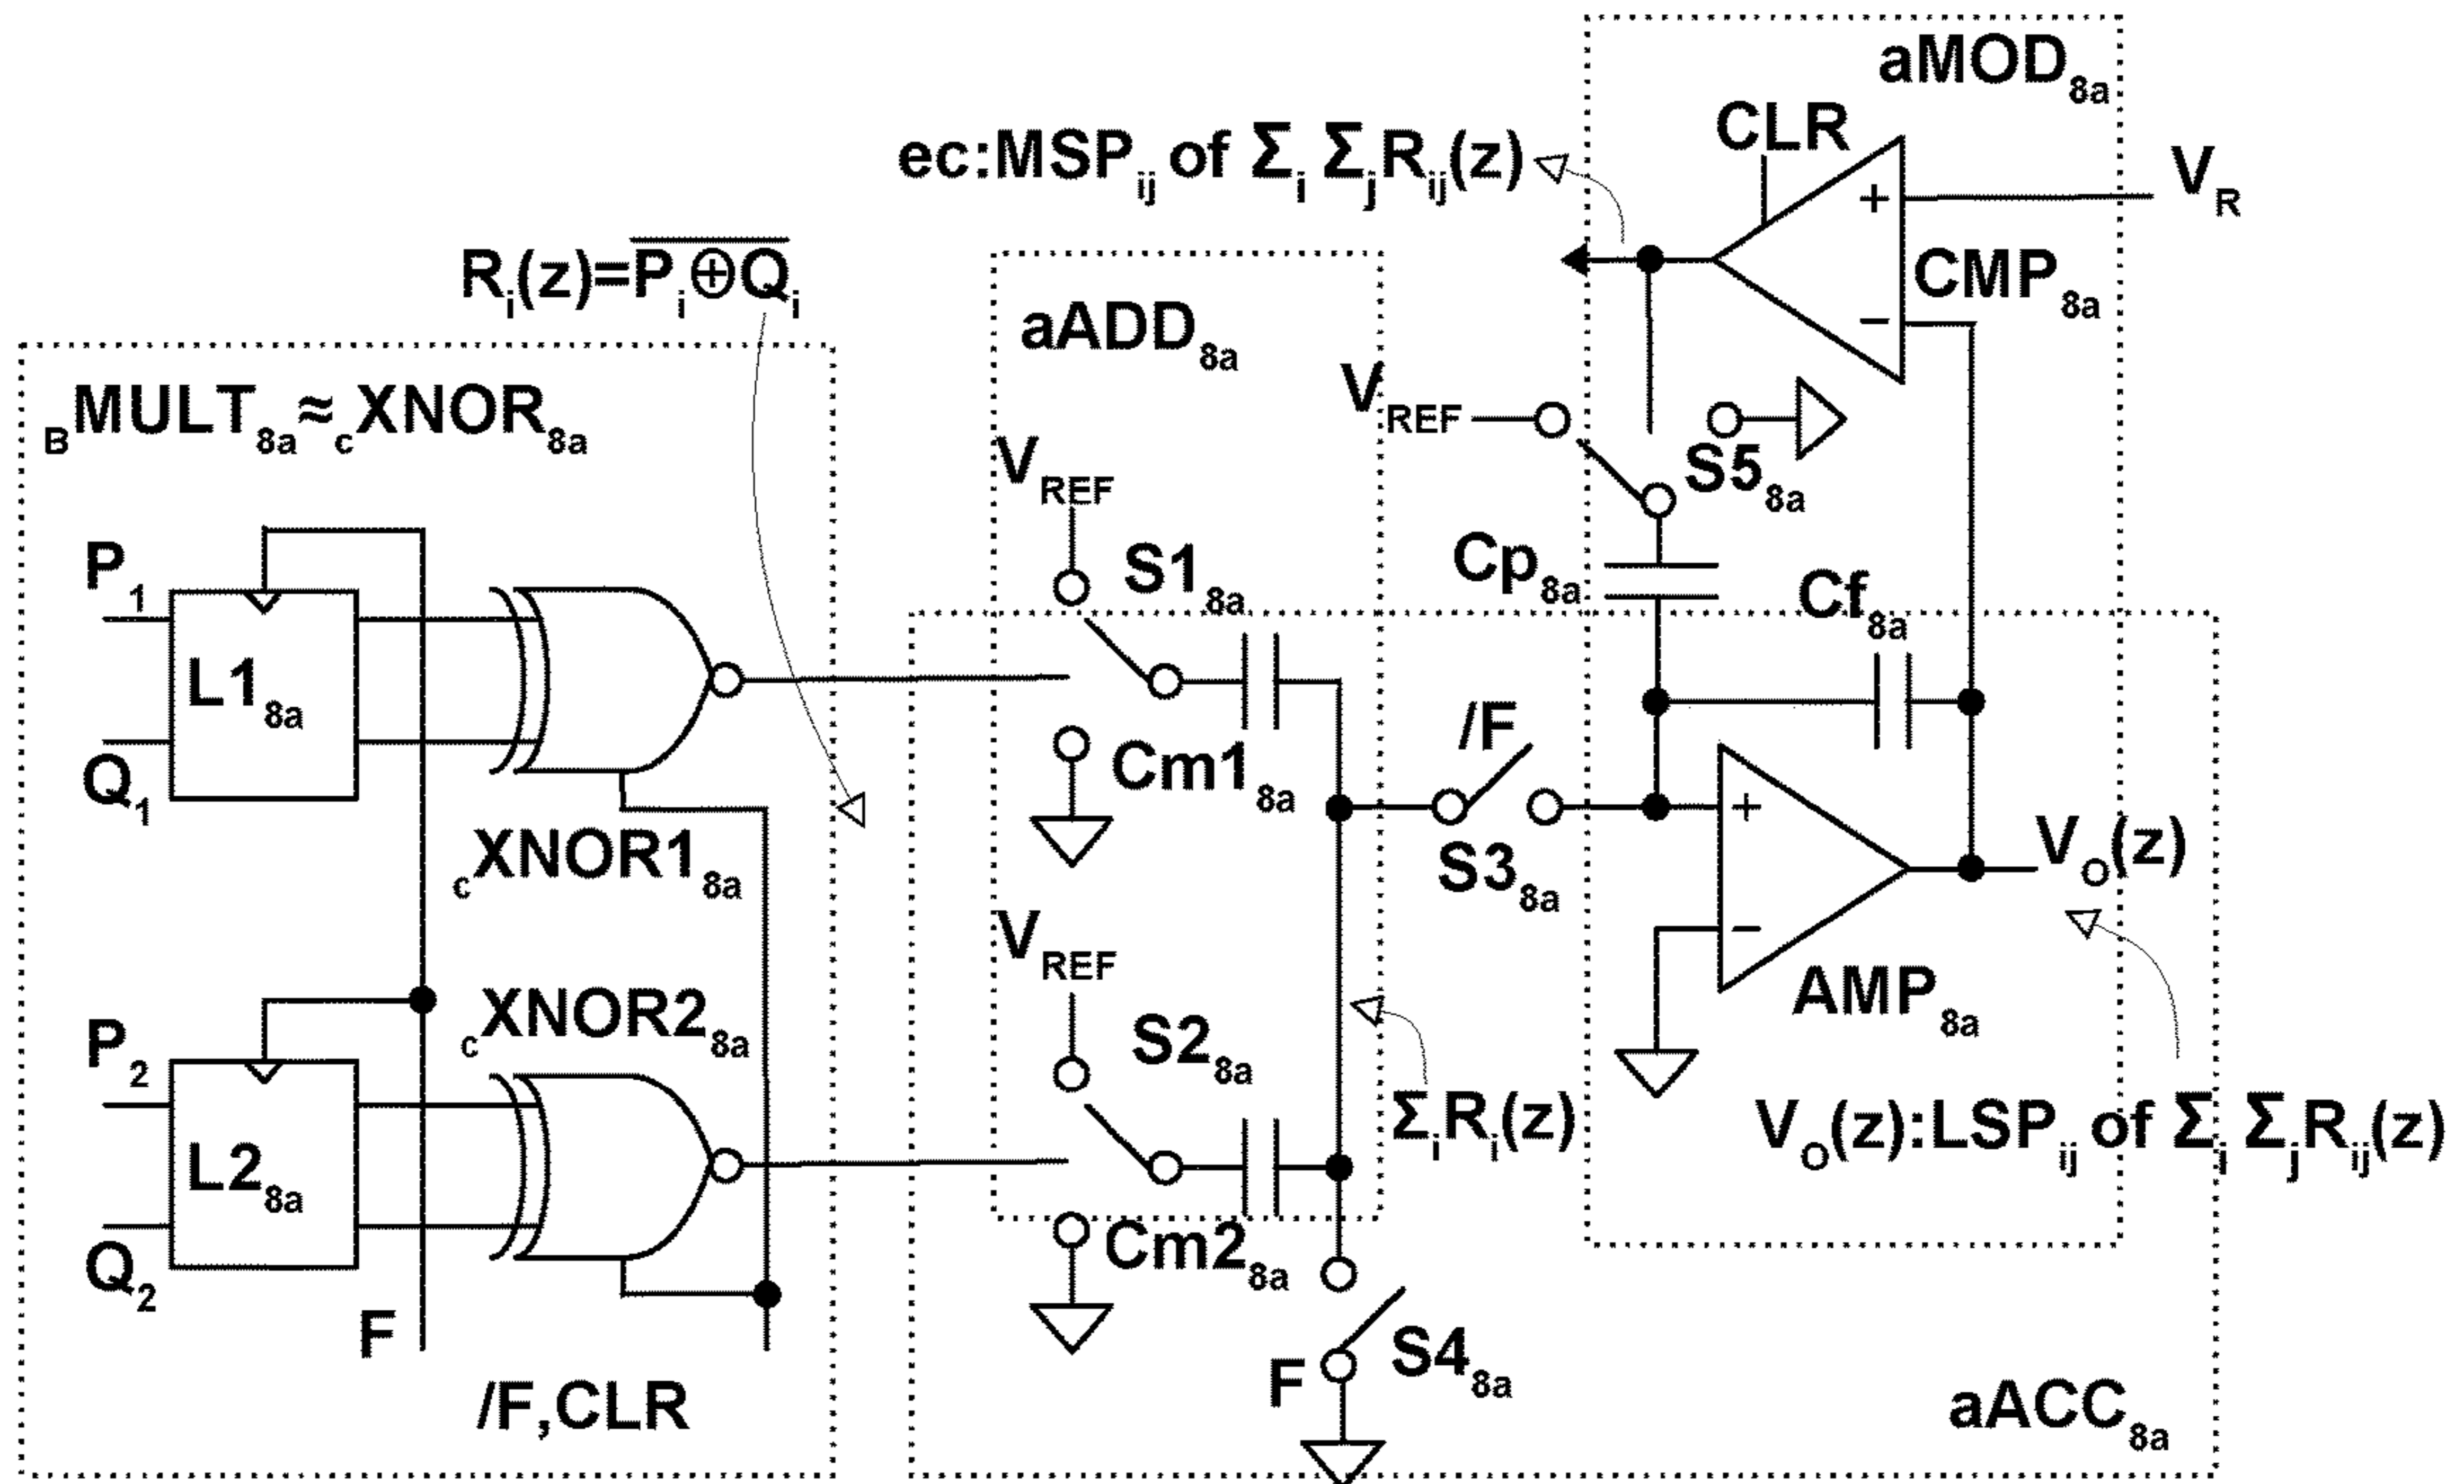 aMOD8a
CLR
ec:MSPij of Σi ΣjRij(z)
+
VR
CMP8a
−
Ri(z)=P̅i̅⊕̅Q̅i
aADD8a
BMULT8a≈cXNOR8a
VREF
VREF
S58a
S18a
Cp8a
Cf8a
P1
L18a
Q1
cXNOR18a
Cm18a
/F
S38a
+
−
VO(z)
AMP8a
VREF
cXNOR28a
P2
S28a
L28a
Q2
ΣiRi(z)
VO(z):LSPij of Σi ΣjRij(z)
Cm28a
F
/F,CLR
F
S48a
aACC8a